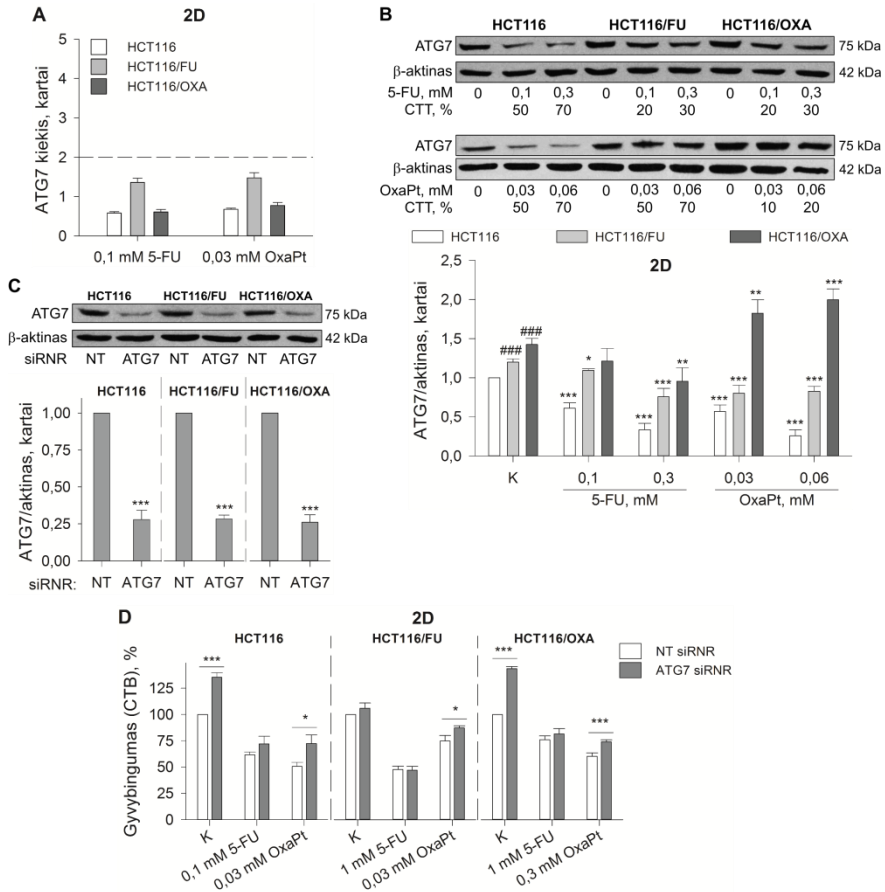 A
2D
HCT116
HCT116/FU
HCT116/OXA
ATG7 kiekis, kartai
5
4
3
2
1
0
0,1 mM 5-FU 0,03 mM OxaPt
B
HCT116 HCT116/FU HCT116/OXA
ATG7 75 kDa
β-aktinas 42 kDa
5-FU, mM 0 0,1 0,3 0 0,1 0,3 0 0,1 0,3
CTT, % 50 70 20 30 20 30
ATG7 75 kDa
β-aktinas 42 kDa
OxaPt, mM 0 0,03 0,06 0 0,03 0,06 0 0,03 0,06
CTT, % 50 70 30 70 10 20
HCT116 HCT116/FU HCT116/OXA
2D
ATG7/aktinas, kartai
2,5
2,0
1,5
1,0
0,5
0,0
### ###
*** * 
*** *** **
*** *** **
*** *** ***
K 0,1 0,3 0,03 0,06
5-FU, mM OxaPt, mM
C
HCT116 HCT116/FU HCT116/OXA
ATG7 75 kDa
β-aktinas 42 kDa
siRNR NT ATG7 NT ATG7 NT ATG7
HCT116 HCT116/FU HCT116/OXA
ATG7/aktinas, kartai
1,00
0,75
0,50
0,25
0,00
*** *** ***
siRNR: NT ATG7 NT ATG7 NT ATG7
D
2D
HCT116 HCT116/FU HCT116/OXA
NT siRNR
ATG7 siRNR
Gyvybingumas (CTB), %
125
100
75
50
25
0
*** * * *** ***
K 0,1 mM 5-FU 0,03 mM OxaPt K 1 mM 5-FU 0,03 mM OxaPt K 1 mM 5-FU 0,3 mM OxaPt